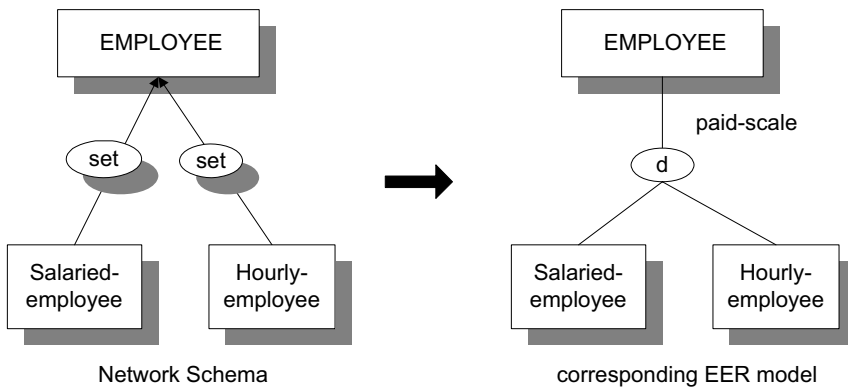 EMPLOYEE
set
set
Salaried-
employee
Hourly-
employee
Network Schema
EMPLOYEE
paid-scale
d
Salaried-
employee
Hourly-
employee
corresponding EER model